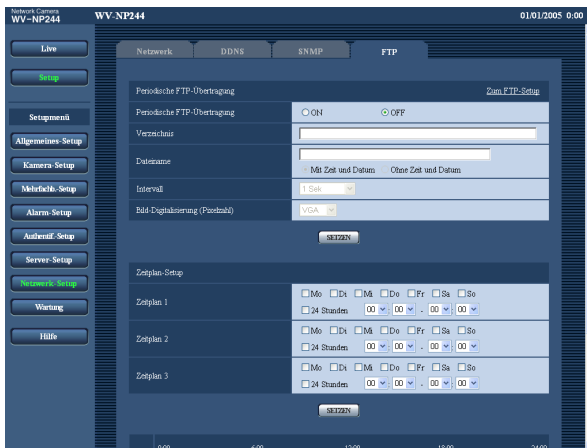 Network Camera
WV-NP244
WV-NP244 01/01/2005 0:00
Live
Setup
Setupmenü
Allgemeines-Setup
Kamera-Setup
Mehrfachb.-Setup
Alarm-Setup
Authentif.-Setup
Server-Setup
Netzwerk-Setup
Wartung
Hilfe
Netzwerk DDNS SNMP FTP
Periodische FTP-Übertragung Zum FTP-Setup
Periodische FTP-Übertragung ON OFF
Verzeichnis
Dateiname
Mit Zeit und Datum Ohne Zeit und Datum
Intervall 1 Sek
Bild-Digitalisierung (Pixelzahl) VGA
SETZEN
Zeitplan-Setup
Zeitplan 1
Mo Di Mi Do Fr Sa So
24 Stunden 00 : 00 - 00 : 00
Zeitplan 2
Mo Di Mi Do Fr Sa So
24 Stunden 00 : 00 - 00 : 00
Zeitplan 3
Mo Di Mi Do Fr Sa So
24 Stunden 00 : 00 - 00 : 00
SETZEN
0:00 6:00 12:00 18:00 24:00